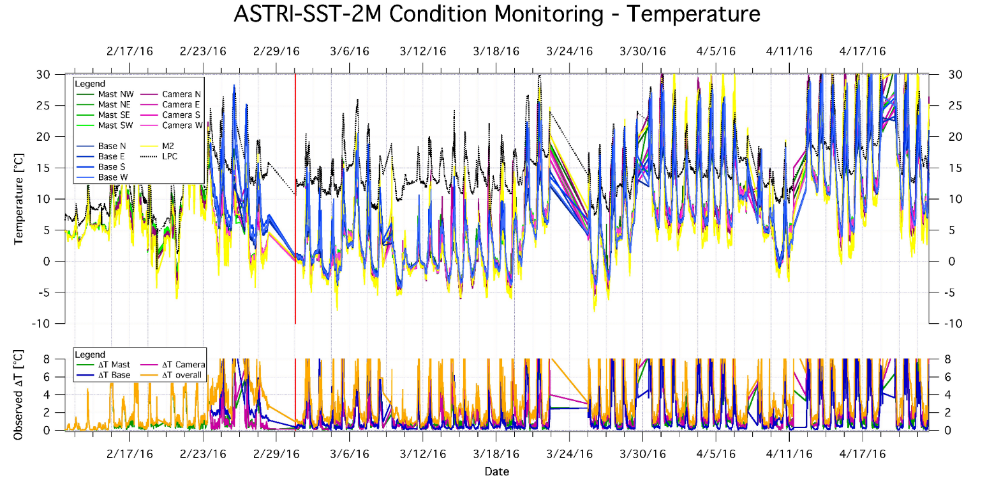 ASTRI-SST-2M Condition Monitoring - Temperature
2/17/16 2/23/16 2/29/16 3/6/16 3/12/16 3/18/16 3/24/16 3/30/16 4/5/16 4/11/16 4/17/16
Temperature [°C]
30 25 20 15 10 5 0 -5 -10
Legend
Mast NW Camera N
Mast NE Camera E
Mast SE Camera S
Mast SW Camera W
Base N M2
Base E LPC
Base S
Base W
30 25 20 15 10 5 0 -5 -10
Observed ΔT [°C]
8 6 4 2 0
Legend
ΔT Mast ΔT Camera
ΔT Base ΔT overall
8 6 4 2 0
2/17/16 2/23/16 2/29/16 3/6/16 3/12/16 3/18/16 3/24/16 3/30/16 4/5/16 4/11/16 4/17/16
Date